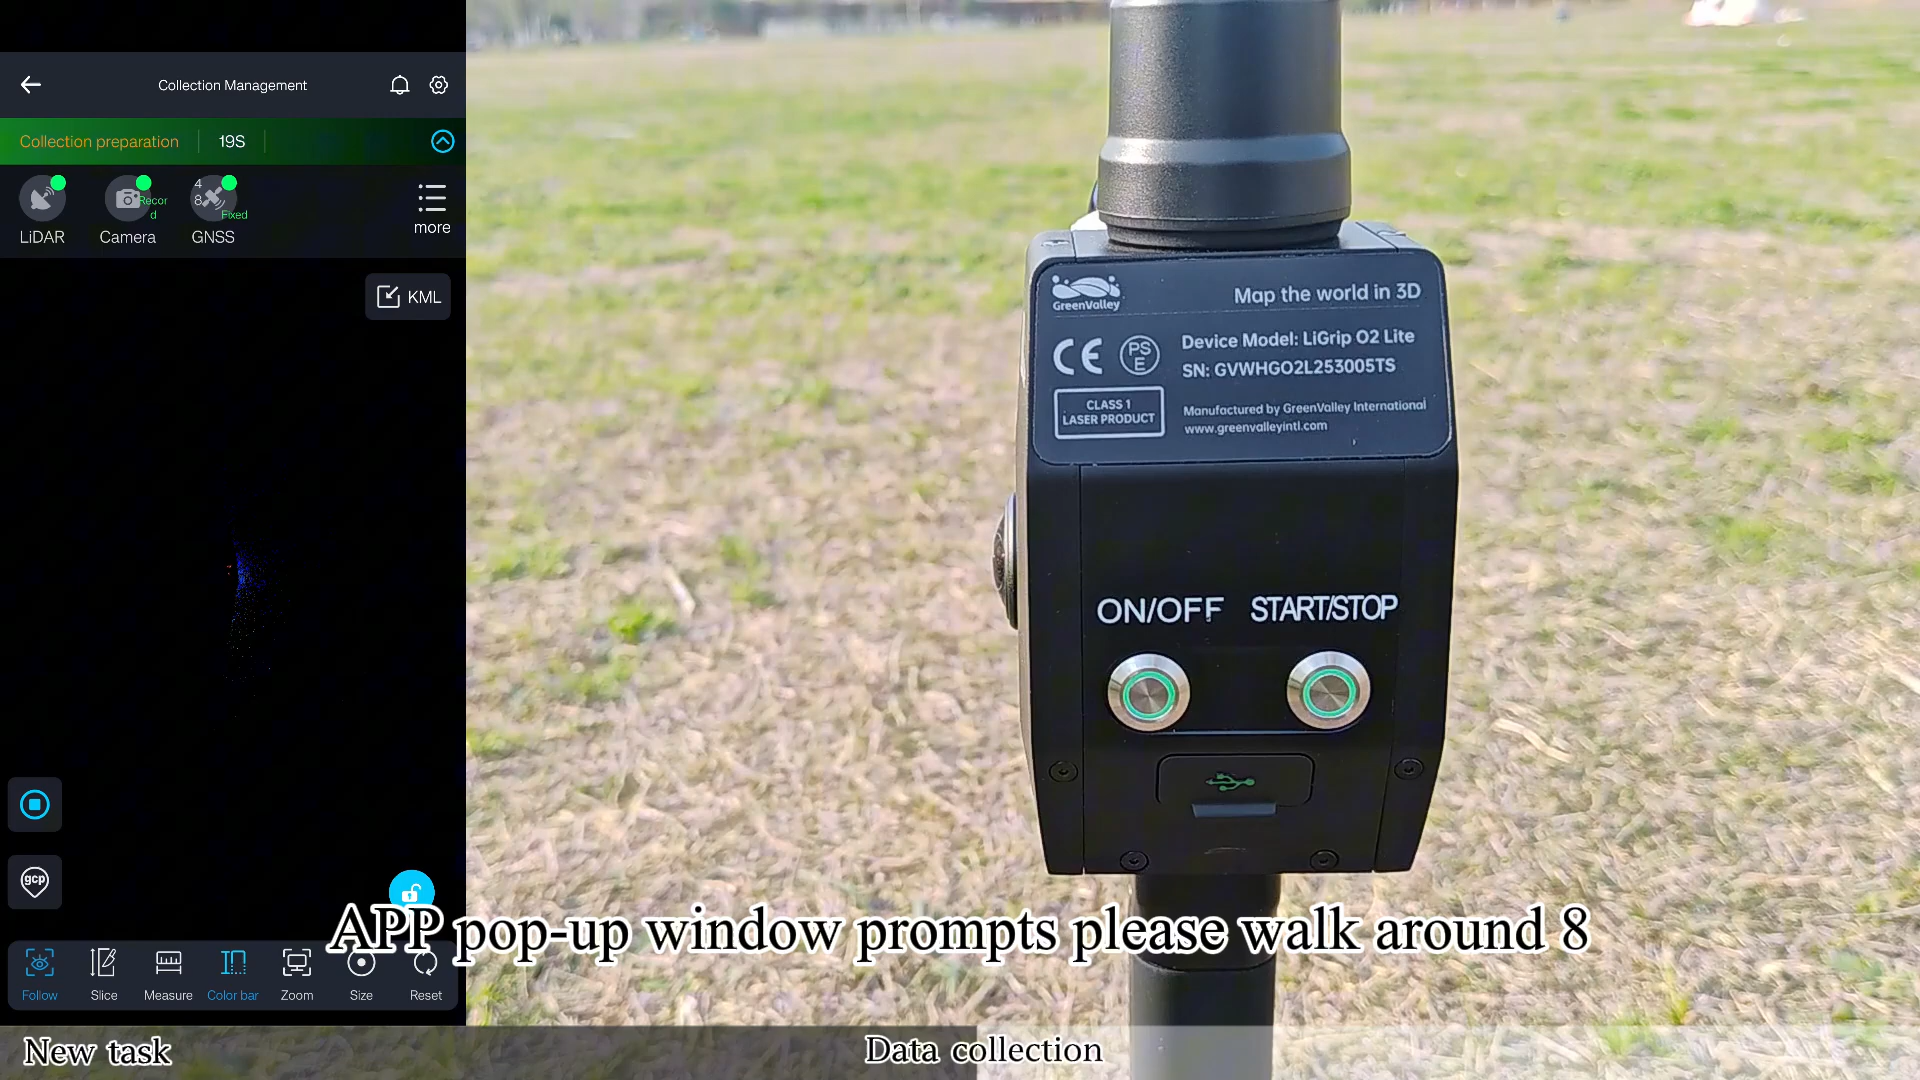 Collection Management
Collection preparation
19S
Recor
d
4
8
Fixed
LiDAR
Camera
GNSS
more
KML
gcp
Follow
Slice
Measure
Color bar
Zoom
Size
Reset
GreenValley
Map the world in 3D
CE
PS
E
Device Model: LiGrip O2 Lite
SN: GVWHGO2L253005TS
CLASS 1
LASER PRODUCT
Manufactured by GreenValley International
www.greenvalleyintl.com
ON/OFF
START/STOP
APP pop-up window prompts please walk around 8
New task
Data collection